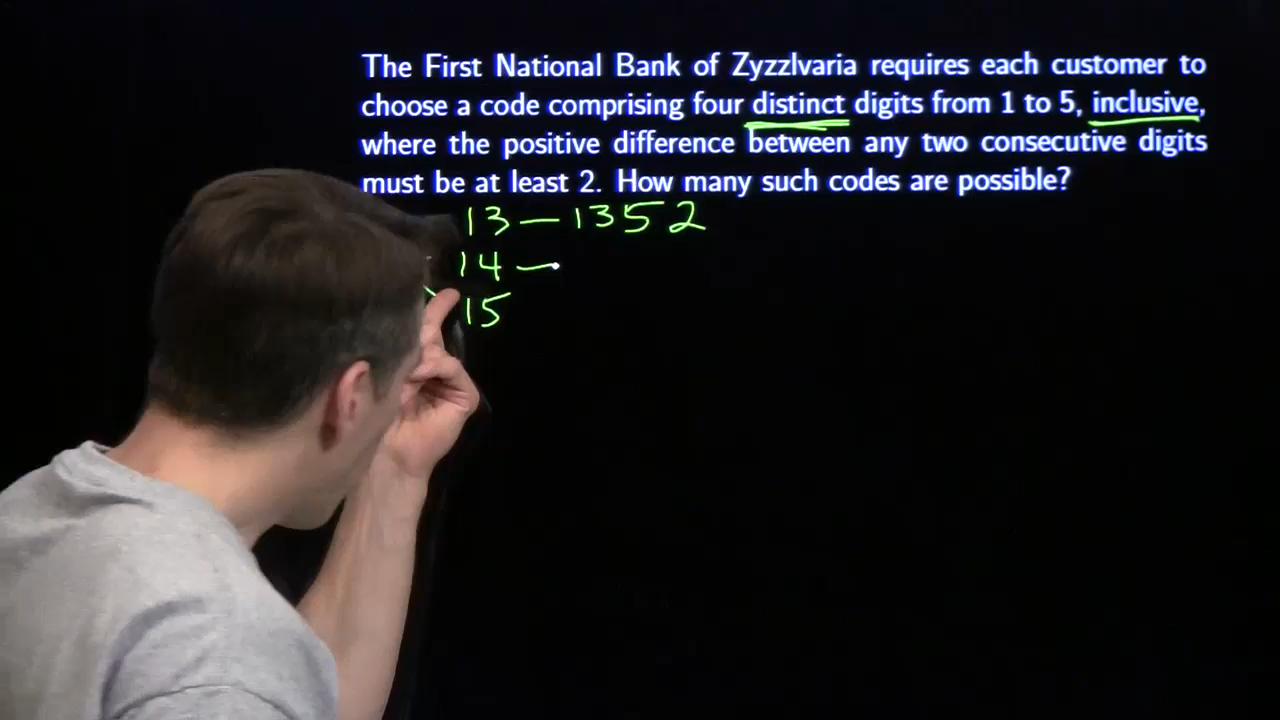 The First National Bank of Zyzzlvaria requires each customer to
choose a code comprising four distinct digits from 1 to 5, inclusive,
where the positive difference between any two consecutive digits
must be at least 2. How many such codes are possible?
13 — 1352
14 —
15